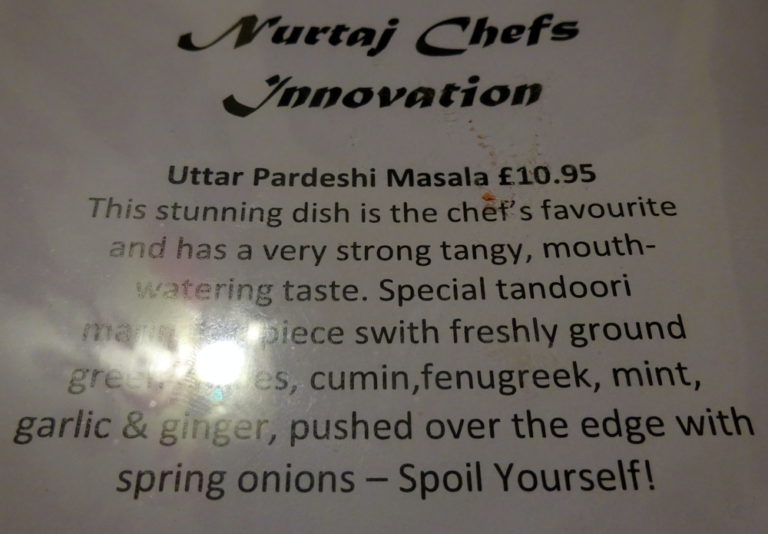 Nurtaj Chefs
Innovation
Uttar Pardeshi Masala £10.95
This stunning dish is the chef's favourite
and has a very strong tangy, mouth-
watering taste. Special tandoori
piece swith freshly ground
cumin,fenugreek, mint,
garlic & ginger, pushed over the edge with
spring onions – Spoil Yourself!